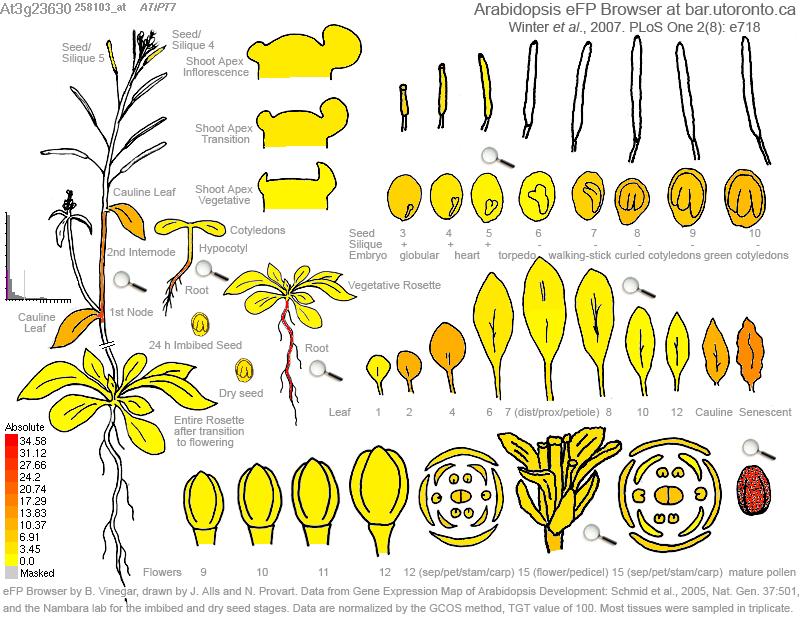 At3g23630 258103_at ATIPT7
Arabidopsis eFP Browser at bar.utoronto.ca
Winter et al., 2007. PLoS One 2(8): e718
Seed/
Silique 5
Seed/
Silique 4
Shoot Apex
Inflorescence
Shoot Apex
Transition
Shoot Apex
Vegetative
Cauline Leaf
2nd Internode
Cotyledons
Hypocotyl
Root
1st Node
Cauline
Leaf
24 h Imbibed Seed
Dry seed
Vegetative Rosette
Root
Entire Rosette
after transition
to flowering
Seed 3 4 5 6 7 8 9 10
Silique + + + - - - - -
Embryo globular heart torpedo walking-stick curled cotyledons green cotyledons
Leaf 1 2 4 6 7 (dist/prox/petiole) 8 10 12 Cauline Senescent
Absolute
34.58
31.12
27.66
24.2
20.74
17.29
13.83
10.37
6.91
3.45
0.0
Masked
Flowers 9 10 11 12 12 (sep/pet/stam/carp) 15 (flower/pedicel) 15 (sep/pet/stam/carp) mature pollen
eFP Browser by B. Vinegar, drawn by J. Alls and N. Provart. Data from Gene Expression Map of Arabidopsis Development: Schmid et al., 2005, Nat. Gen. 37:501,
and the Nambara lab for the imbibed and dry seed stages. Data are normalized by the GCOS method, TGT value of 100. Most tissues were sampled in triplicate.